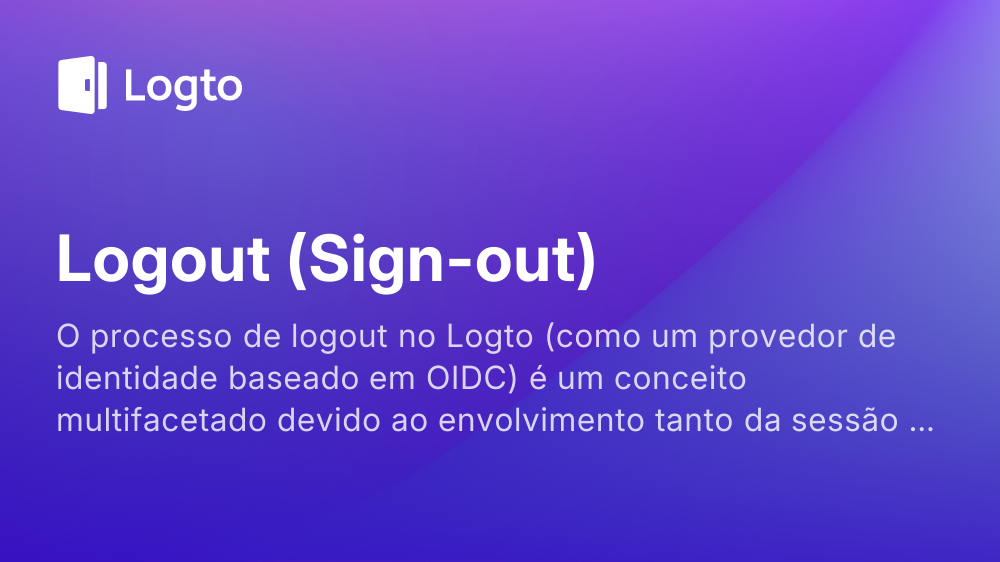 Logto
Logout (Sign-out)
O processo de logout no Logto (como um provedor de
identidade baseado em OIDC) é um conceito
multifacetado devido ao envolvimento tanto da sessão ...